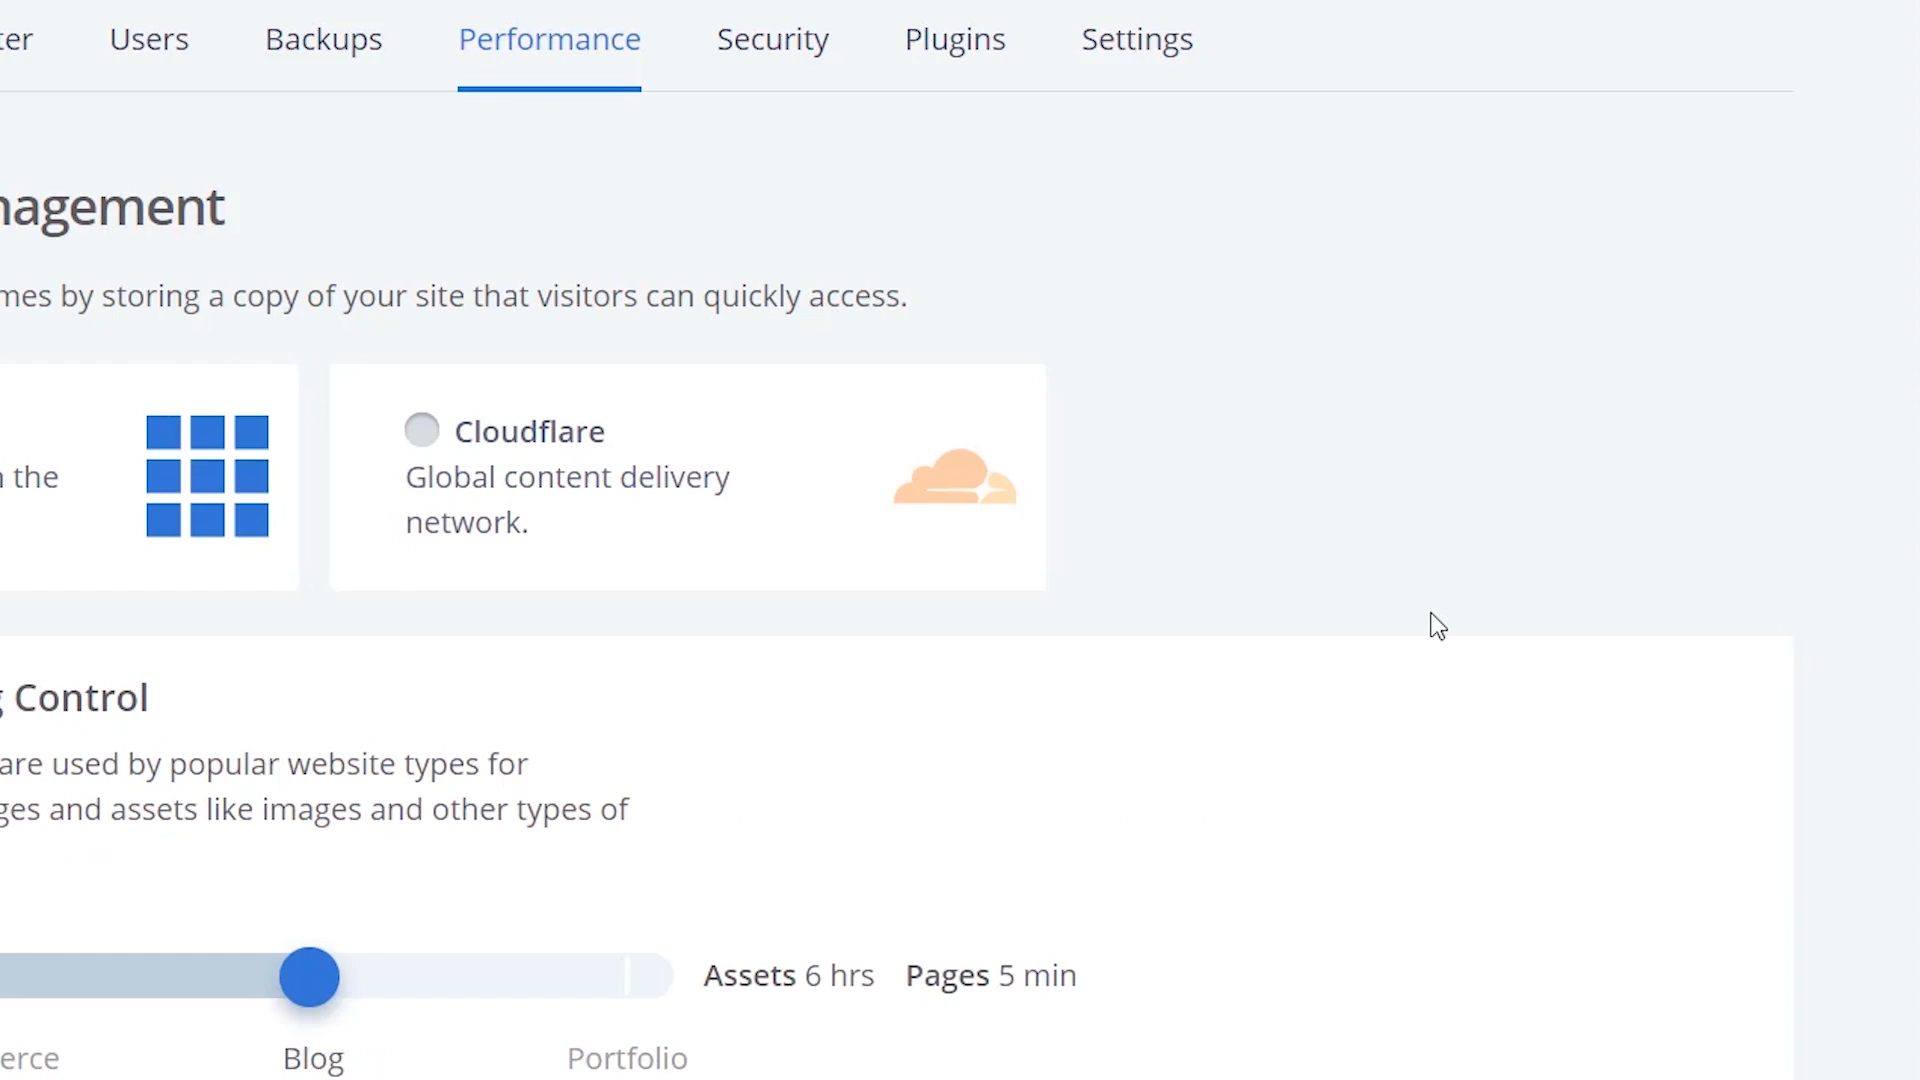 ter Users Backups Performance Security Plugins Settings
nagement
mes by storing a copy of your site that visitors can quickly access.
Cloudflare
n the
Global content delivery
network.
g Control
are used by popular website types for
ges and assets like images and other types of
Assets 6 hrs Pages 5 min
erce Blog Portfolio